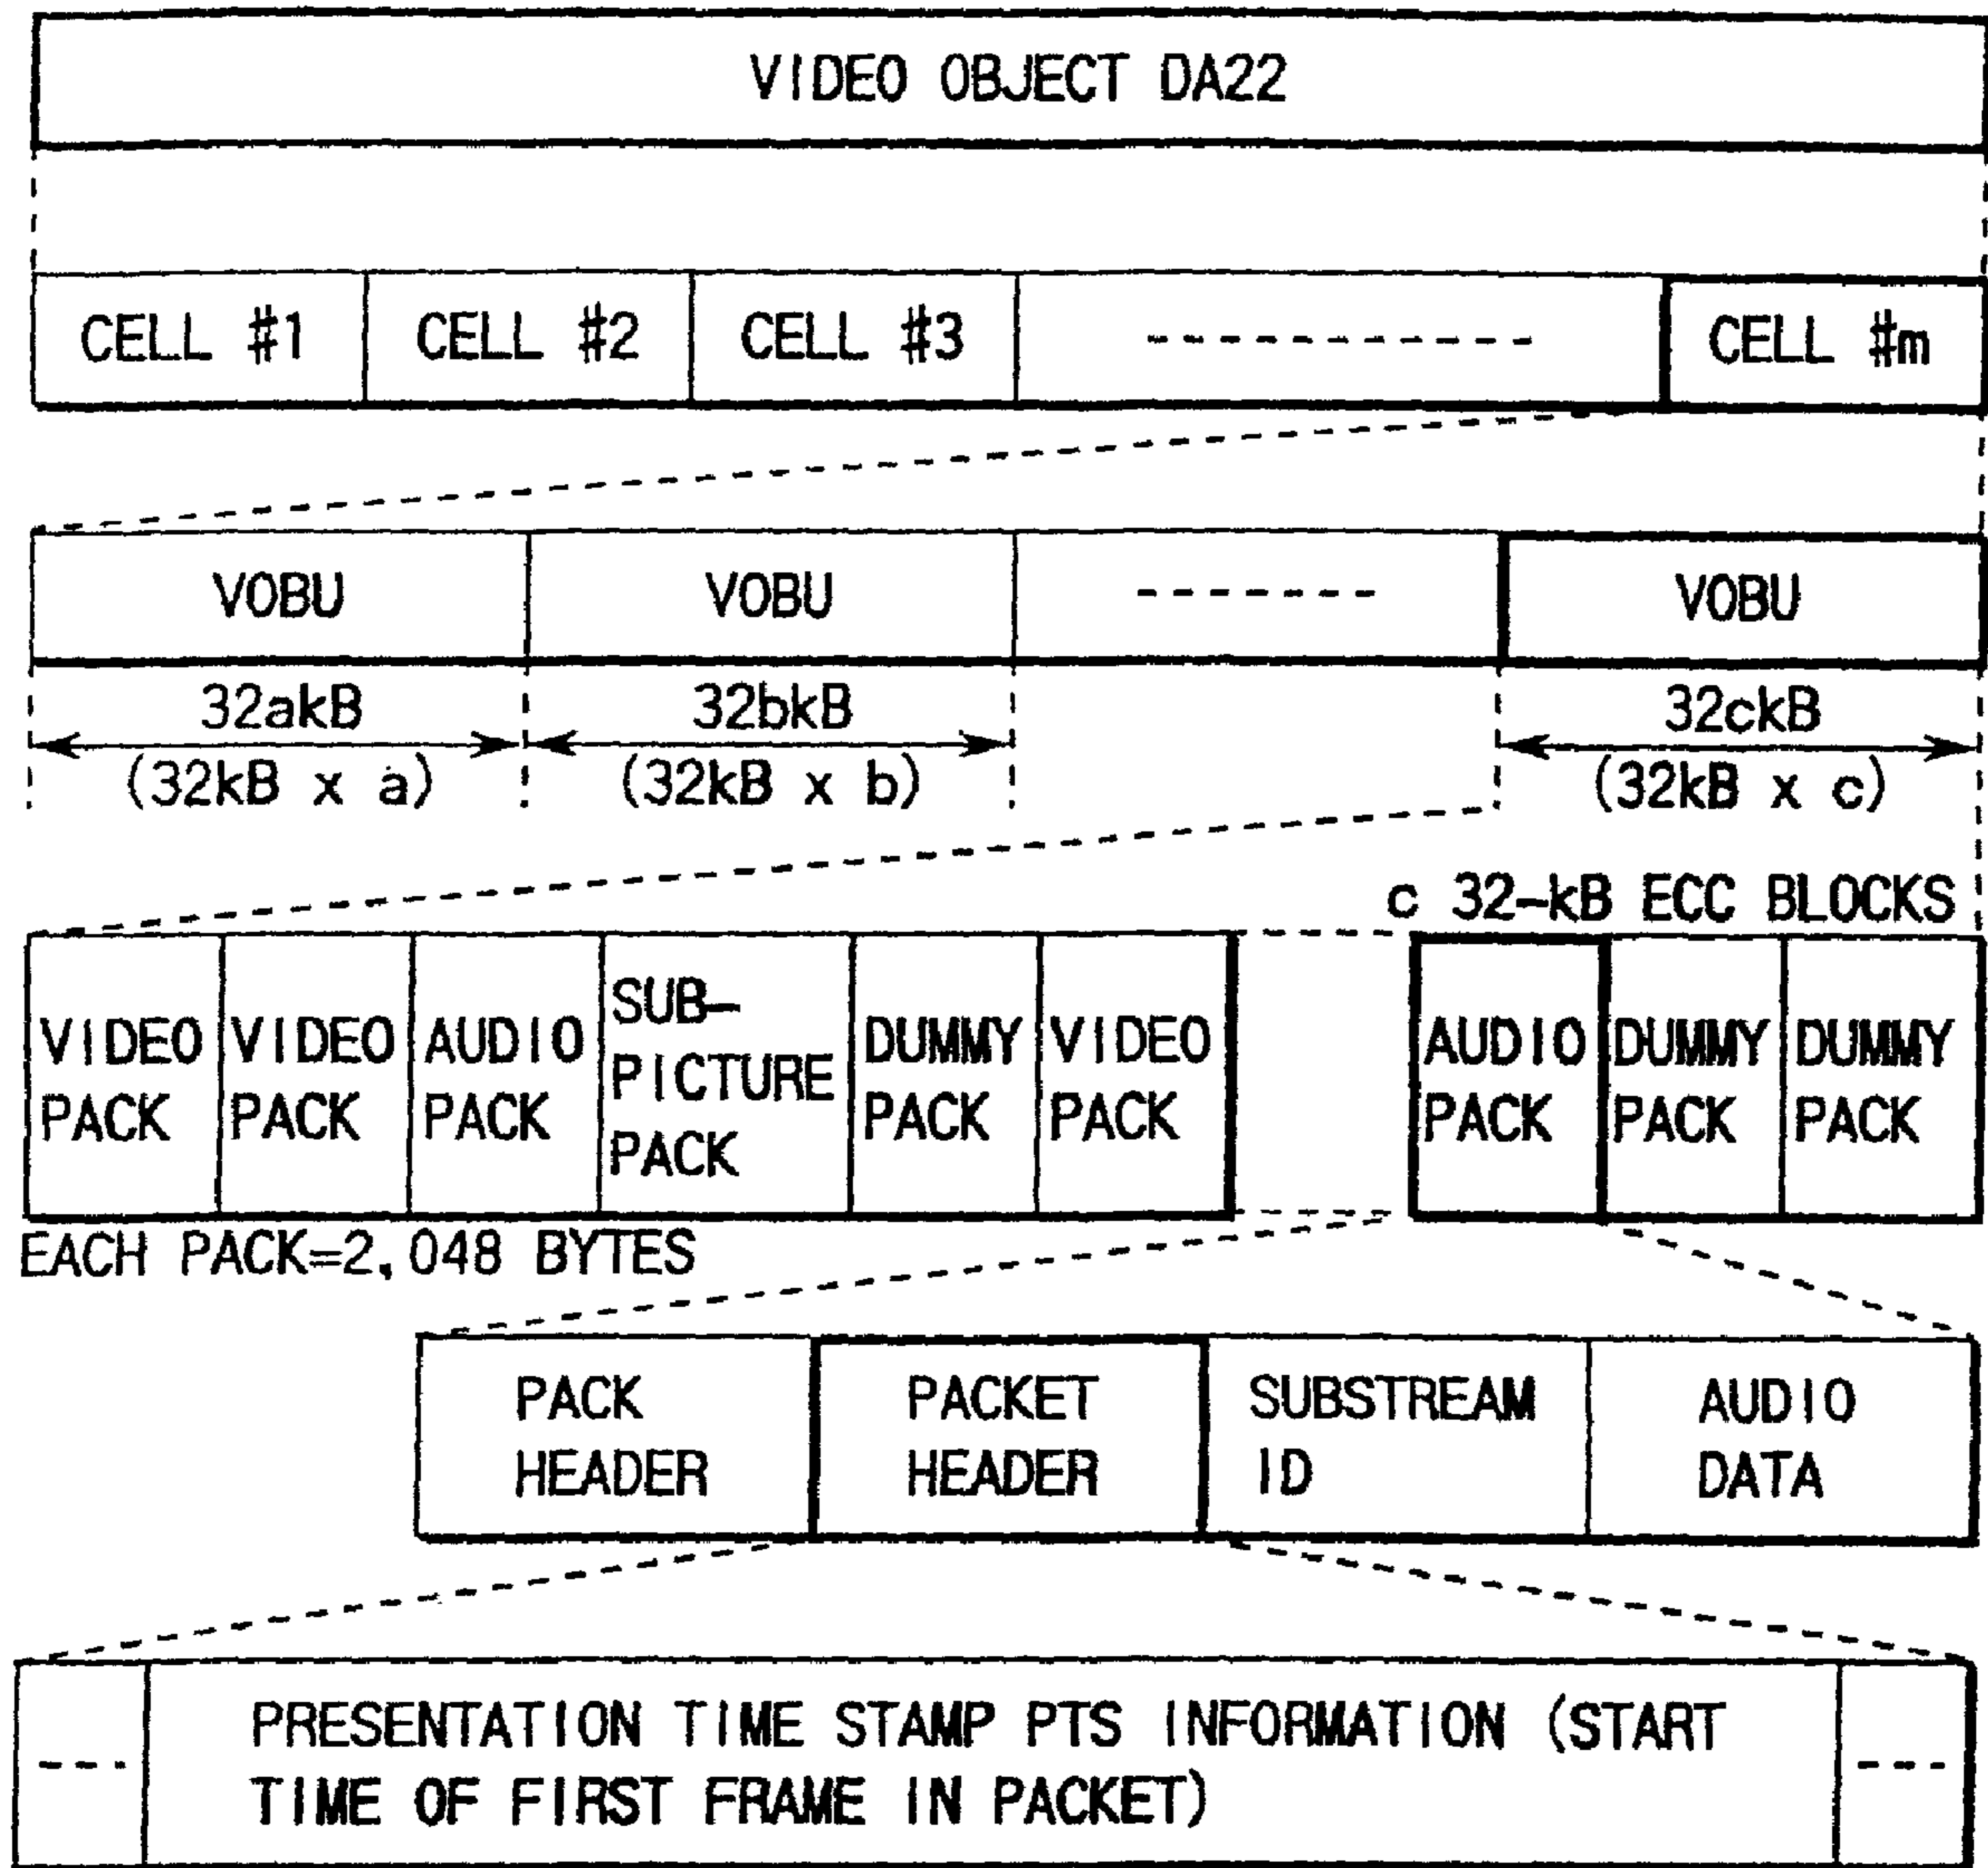 VIDEO OBJECT DA22
CELL #1 CELL #2 CELL #3 ------------ CELL #m
VOBU VOBU ------- VOBU
32akB 32bkB 32ckB
(32kB x a) (32kB x b) (32kB x c)
c 32-kB ECC BLOCKS
VIDEO PACK
VIDEO PACK
AUDIO PACK
SUB-
PICTURE
PACK
DUMMY PACK
VIDEO PACK
AUDIO PACK
DUMMY PACK
DUMMY PACK
EACH PACK=2,048 BYTES
PACK HEADER
PACKET HEADER
SUBSTREAM ID
AUDIO DATA
--- PRESENTATION TIME STAMP PTS INFORMATION (START ---
TIME OF FIRST FRAME IN PACKET)